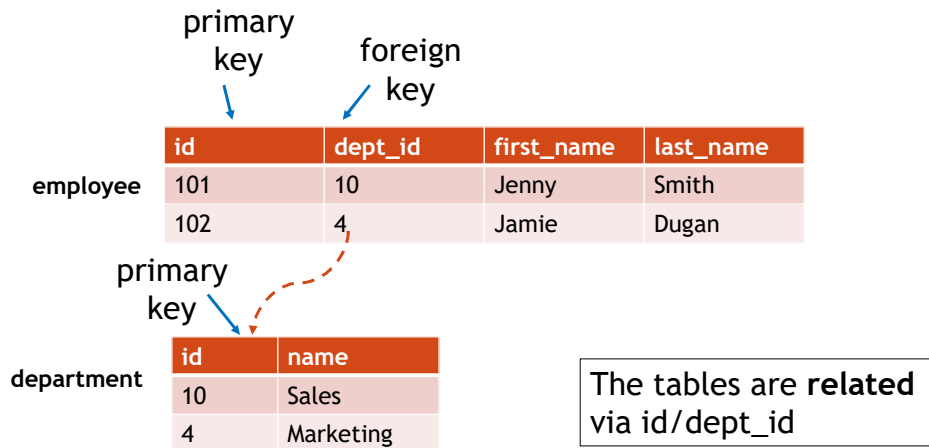 primary
key
foreign
key
id dept_id first_name last_name
employee 101 10 Jenny Smith
102 4 Jamie Dugan
primary
key
id name
department 10 Sales
4 Marketing
The tables are related
via id/dept_id